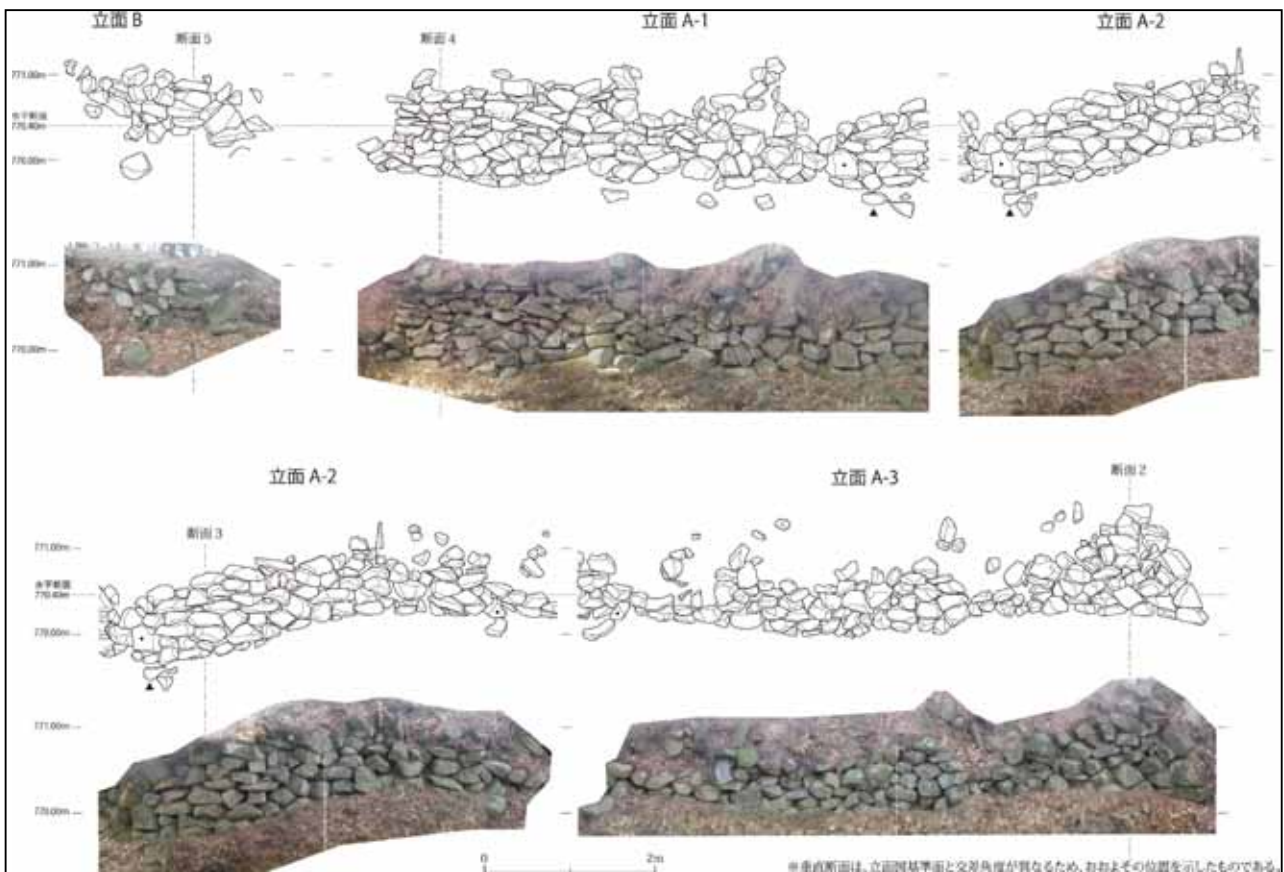 立面 B
立面 A-1
立面 A-2
断面 5
断面 4
771.00m
水平断面
770.40m
770.00m
771.00m
770.00m
立面 A-2
立面 A-3
断面 2
断面 3
771.00m
水平断面
770.40m
770.00m
771.00m
770.00m
0
2m
※垂直断面は、立面図基準面と交差角度が異なるため、おおよその位置を示したものである。